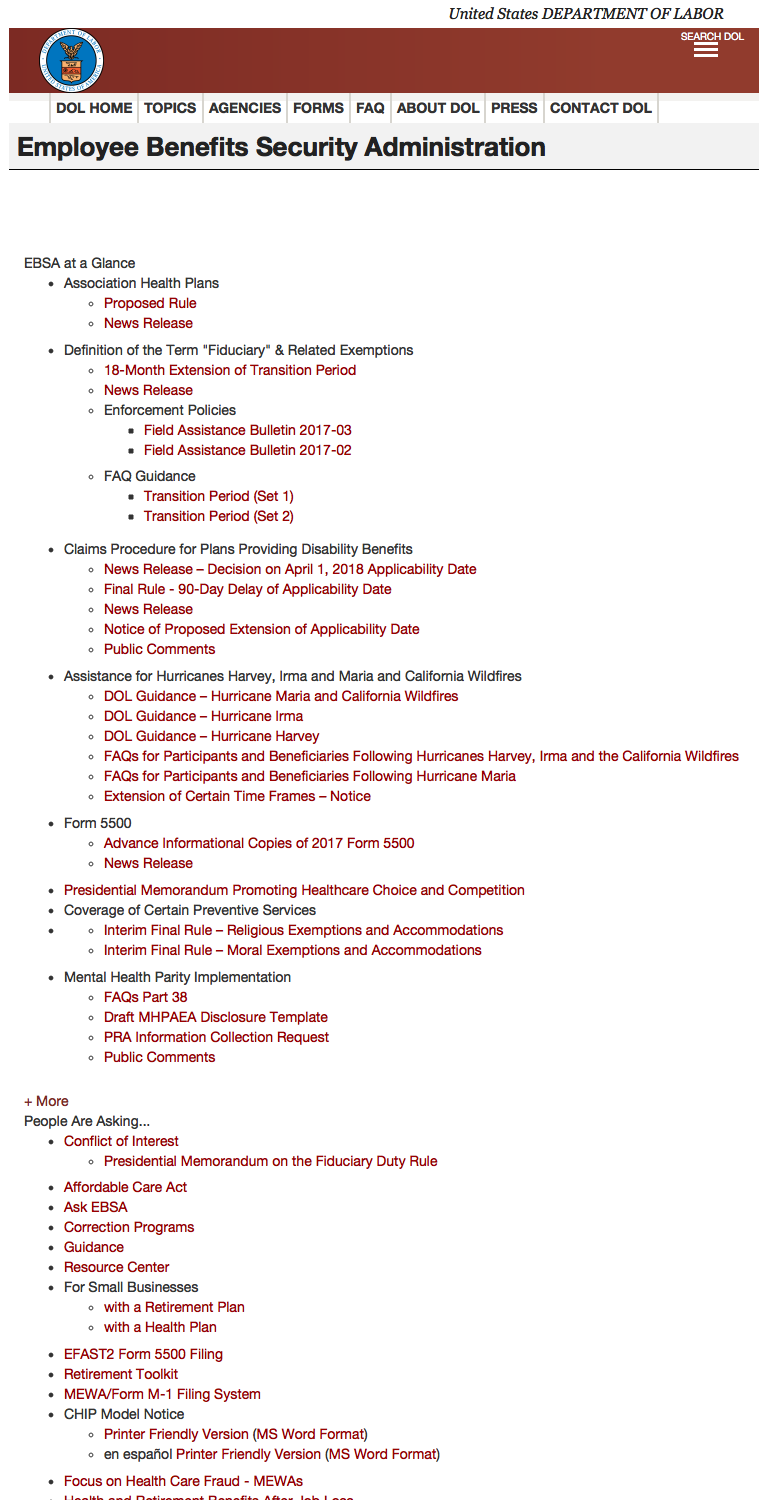 United States DEPARTMENT OF LABOR
SEARCH DOL
DOL HOME TOPICS AGENCIES FORMS FAQ ABOUT DOL PRESS CONTACT DOL
Employee Benefits Security Administration
EBSA at a Glance
Association Health Plans
Proposed Rule
News Release
Definition of the Term "Fiduciary" & Related Exemptions
18-Month Extension of Transition Period
News Release
Enforcement Policies
Field Assistance Bulletin 2017-03
Field Assistance Bulletin 2017-02
FAQ Guidance
Transition Period (Set 1)
Transition Period (Set 2)
Claims Procedure for Plans Providing Disability Benefits
News Release – Decision on April 1, 2018 Applicability Date
Final Rule - 90-Day Delay of Applicability Date
News Release
Notice of Proposed Extension of Applicability Date
Public Comments
Assistance for Hurricanes Harvey, Irma and Maria and California Wildfires
DOL Guidance – Hurricane Maria and California Wildfires
DOL Guidance – Hurricane Irma
DOL Guidance – Hurricane Harvey
FAQs for Participants and Beneficiaries Following Hurricanes Harvey, Irma and the California Wildfires
FAQs for Participants and Beneficiaries Following Hurricane Maria
Extension of Certain Time Frames – Notice
Form 5500
Advance Informational Copies of 2017 Form 5500
News Release
Presidential Memorandum Promoting Healthcare Choice and Competition
Coverage of Certain Preventive Services
Interim Final Rule – Religious Exemptions and Accommodations
Interim Final Rule – Moral Exemptions and Accommodations
Mental Health Parity Implementation
FAQs Part 38
Draft MHPAEA Disclosure Template
PRA Information Collection Request
Public Comments
+ More
People Are Asking...
Conflict of Interest
Presidential Memorandum on the Fiduciary Duty Rule
Affordable Care Act
Ask EBSA
Correction Programs
Guidance
Resource Center
For Small Businesses
with a Retirement Plan
with a Health Plan
EFAST2 Form 5500 Filing
Retirement Toolkit
MEWA/Form M-1 Filing System
CHIP Model Notice
Printer Friendly Version (MS Word Format)
en español Printer Friendly Version (MS Word Format)
Focus on Health Care Fraud - MEWAs
Health and Retirement Benefits After Job Loss